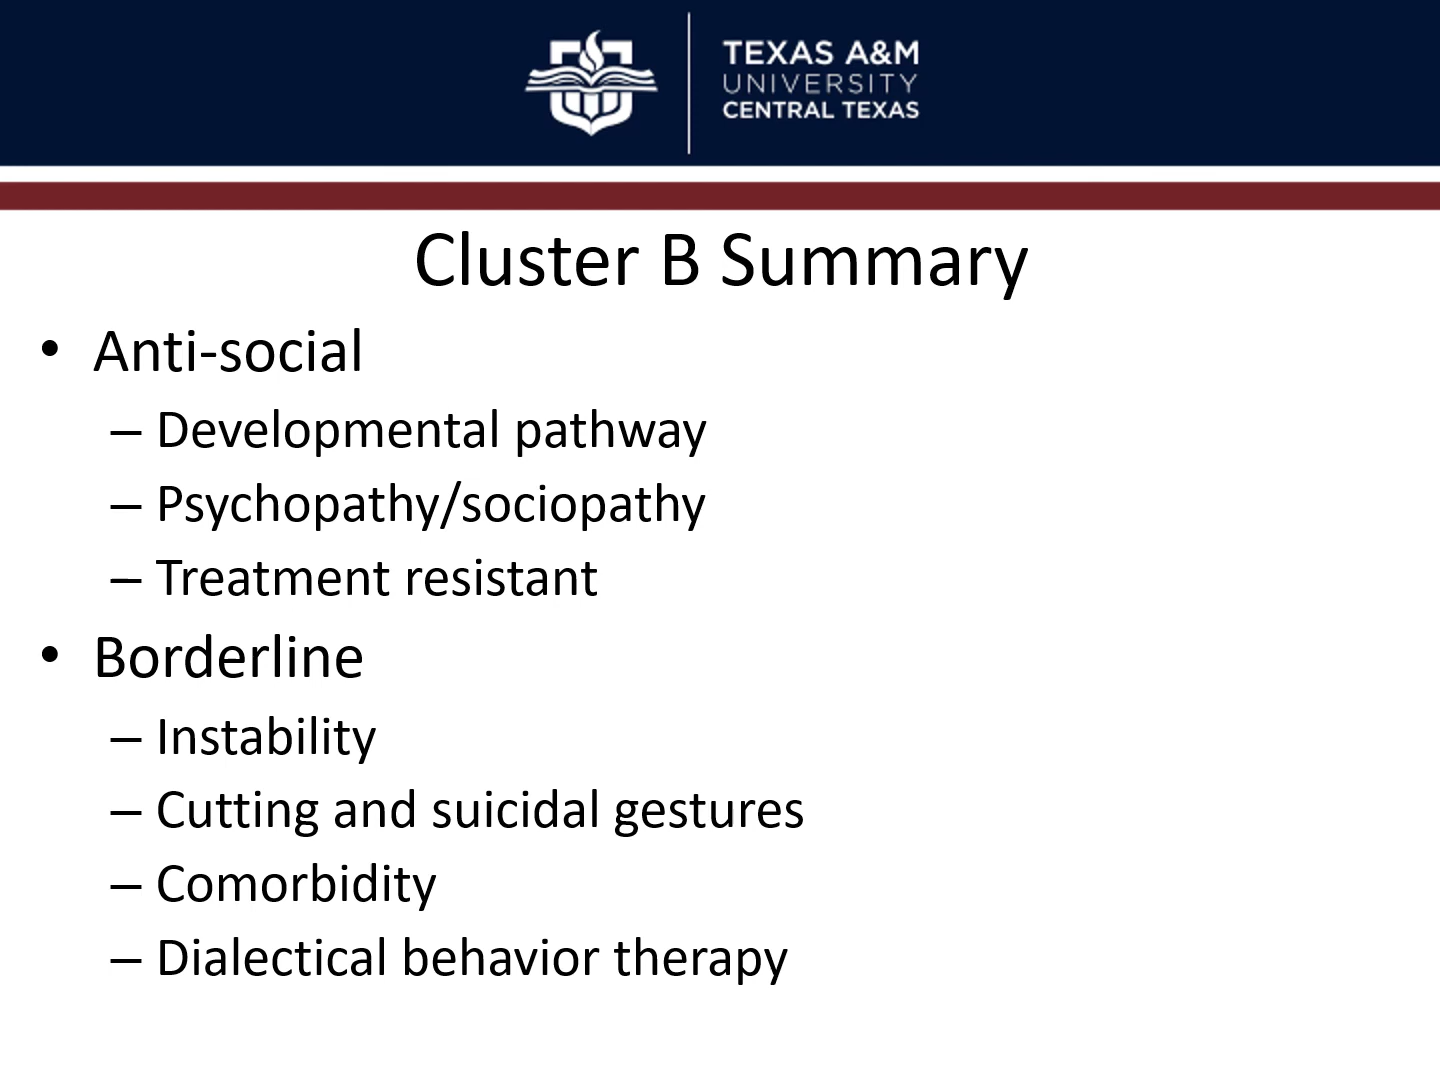 TEXAS A&M
UNIVERSITY
CENTRAL TEXAS
Cluster B Summary
• Anti-social
– Developmental pathway
– Psychopathy/sociopathy
– Treatment resistant
• Borderline
– Instability
– Cutting and suicidal gestures
– Comorbidity
– Dialectical behavior therapy